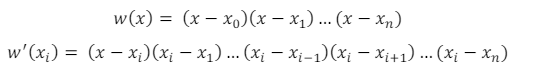 w(x) = (x − x₀)(x − x₁) … (x − xₙ)
w′(xᵢ) = (x − xᵢ)(xᵢ − x₁) … (xᵢ − xᵢ₋₁)(xᵢ − xᵢ₊₁) … (xᵢ − xₙ)